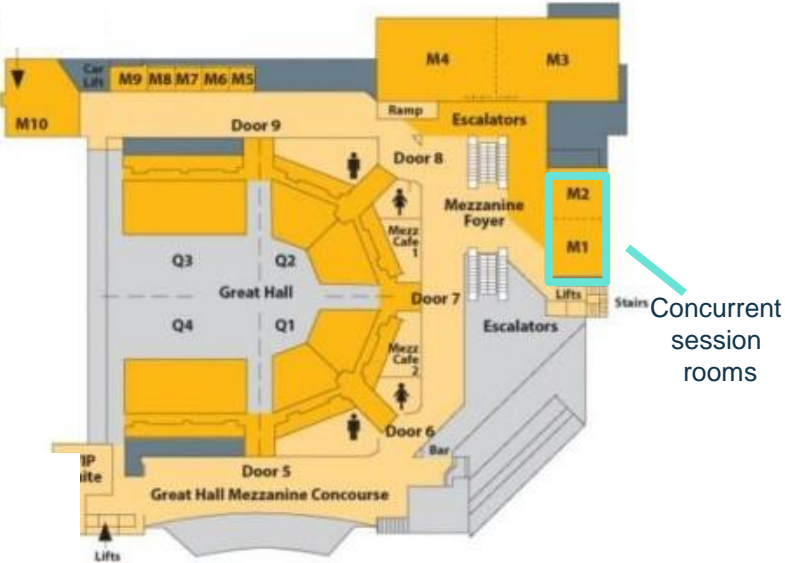 M4
M3
Car
Lift
M9
M8
M7
M6
M5
Ramp
M10
Door 9
Escalators
Door 8
M2
Mezzanine
Foyer
Mezz
Cafe
1
M1
Q3
Q2
Great Hall
Door 7
Lifts
Stairs
Concurrent
session
rooms
Q4
Q1
Escalators
Mezz
Cafe
2
Door 6
Bar
IP
uite
Door 5
Great Hall Mezzanine Concourse
Lifts